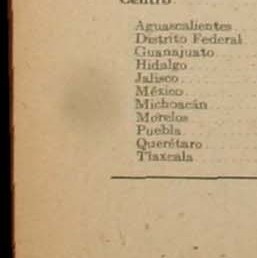 Centro
Aguascalientes
Distrito Federal
Guanajuato
Hidalgo
Jalisco
México
Michoacán
Morelos
Puebla
Querétaro
Tlaxcala